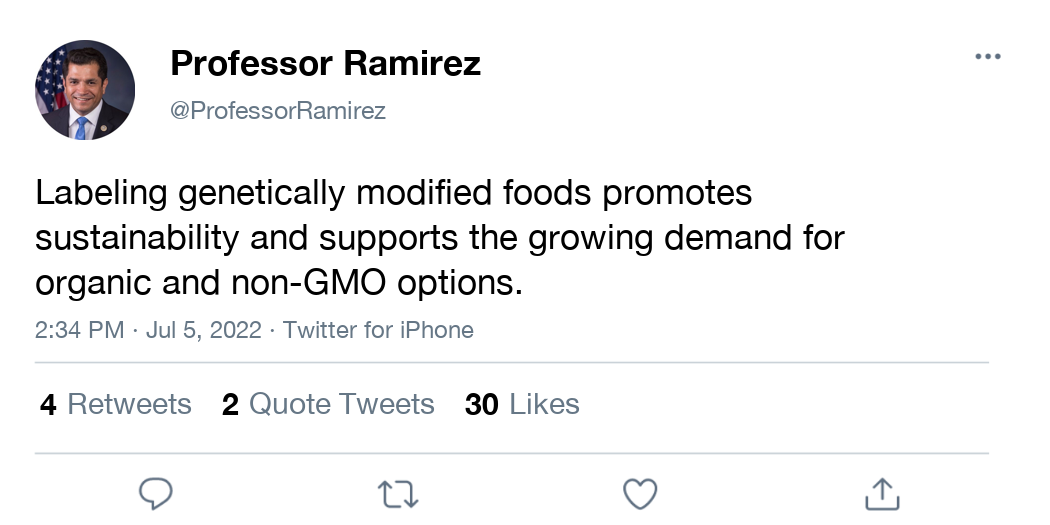 Professor Ramirez
@ProfessorRamirez
Labeling genetically modified foods promotes
sustainability and supports the growing demand for
organic and non-GMO options.
2:34 PM · Jul 5, 2022 · Twitter for iPhone
4 Retweets 2 Quote Tweets 30 Likes